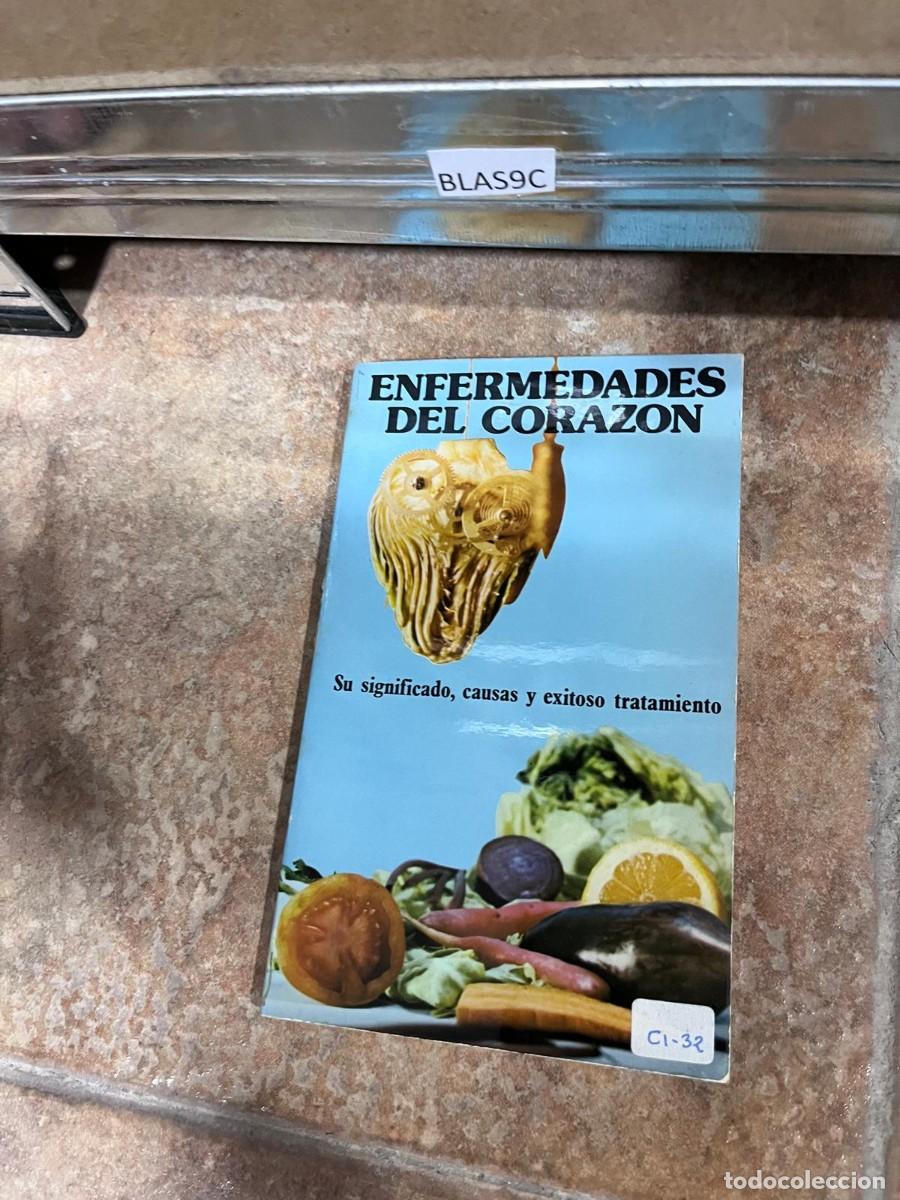 BLAS9C
ENFERMEDADES
DEL CORAZON
Su significado, causas y exitoso tratamiento
C1-32
todocoleccion